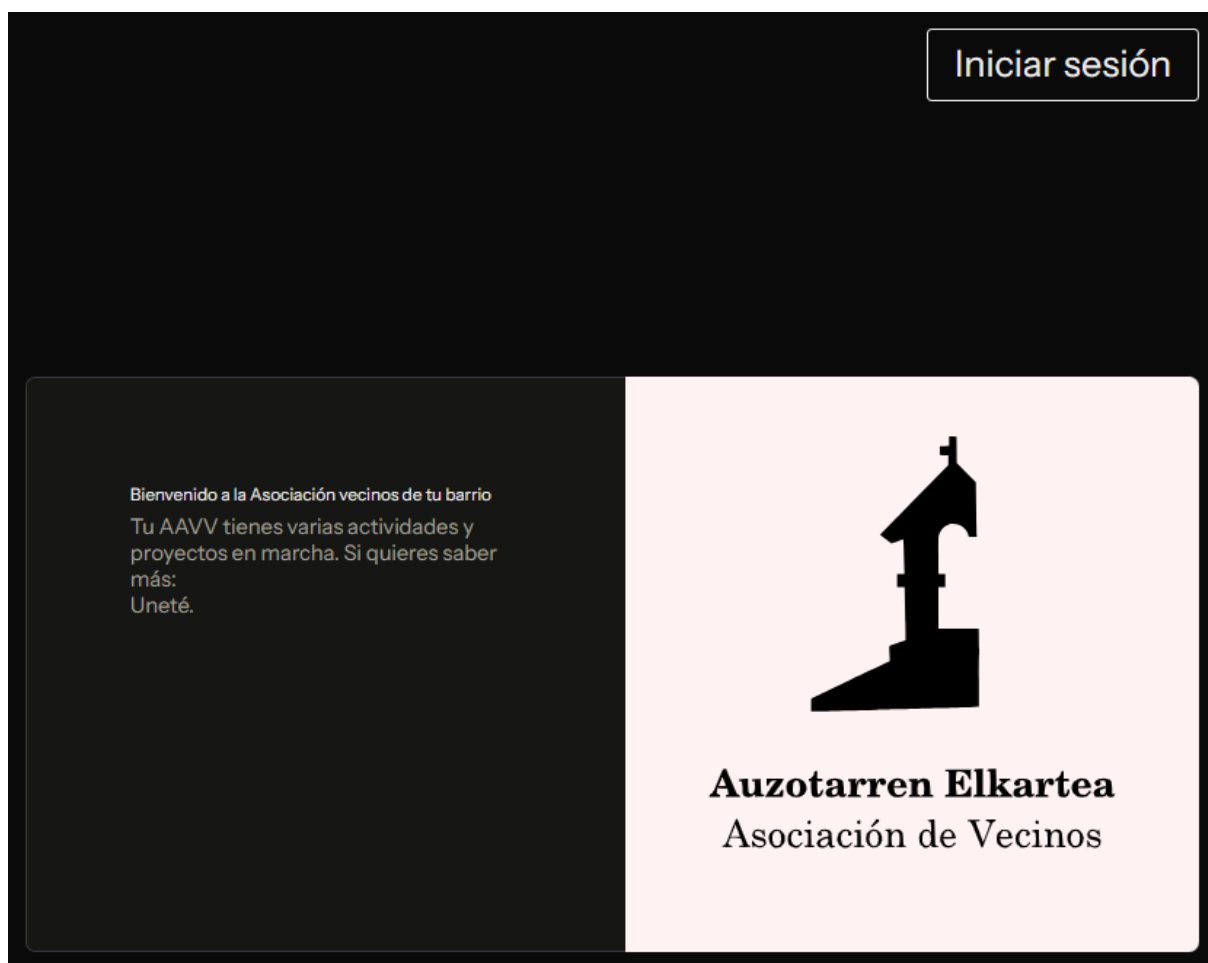 Iniciar sesión
Bienvenido a la Asociación vecinos de tu barrio
Tu AAVV tienes varias actividades y
proyectos en marcha. Si quieres saber
más:
Uneté.
Auzotarren Elkartea
Asociación de Vecinos